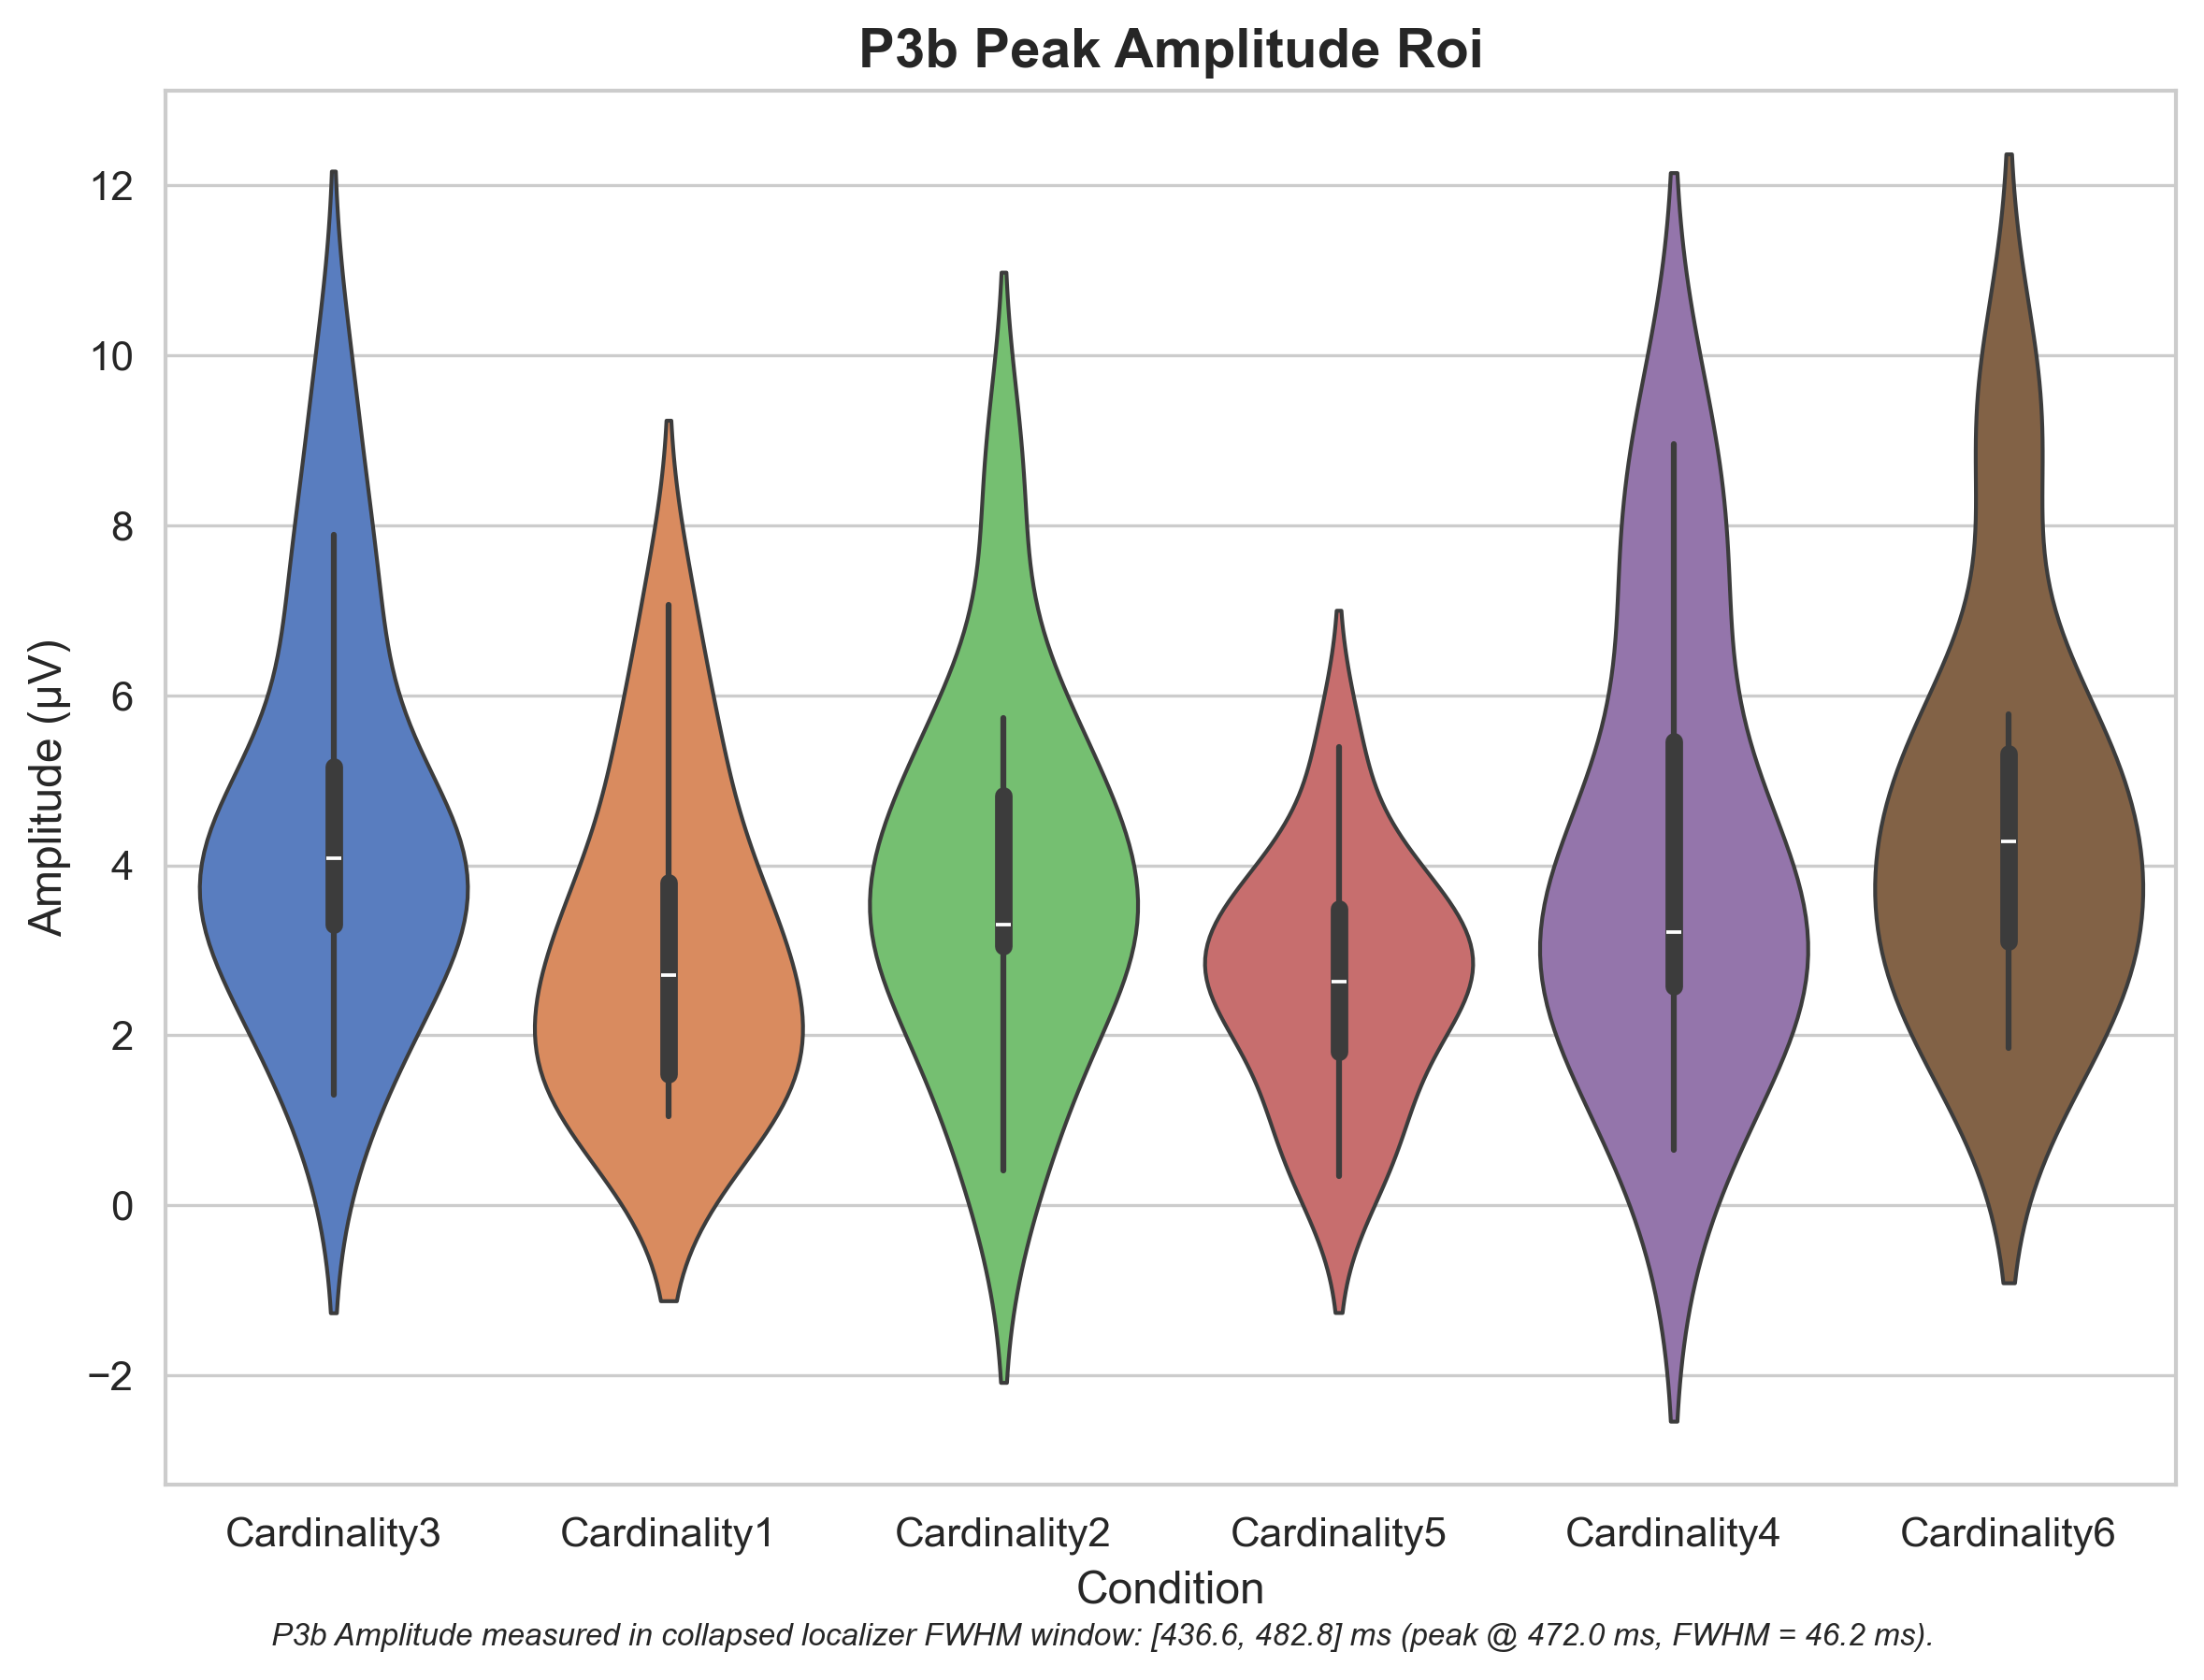 P3b Peak Amplitude Roi
Amplitude (µV)
12
10
8
6
4
2
0
−2
Cardinality3 Cardinality1 Cardinality2 Cardinality5 Cardinality4 Cardinality6
Condition
P3b Amplitude measured in collapsed localizer FWHM window: [436.6, 482.8] ms (peak @ 472.0 ms, FWHM = 46.2 ms).